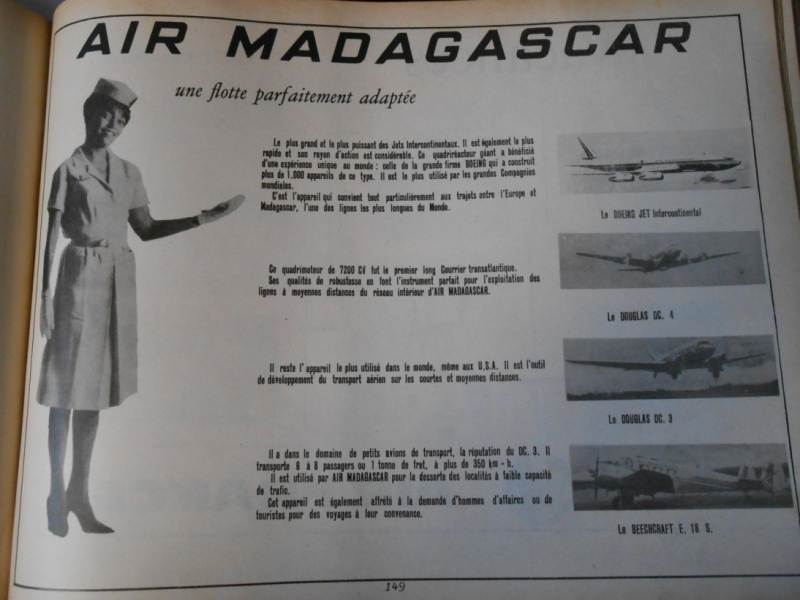 AIR MADAGASCAR
une flotte parfaitement adaptée
Le plus grand et le plus puissant des Jets Intercontinentaux. Il est également le plus
rapide et son rayon d'action est considérable. Ce quadriréacteur géant a bénéficié
d'une expérience unique au monde : celle de la grande firme BOEING qui a construit
plus de 1.000 appareils de ce type. Il est le plus utilisé par les grandes Compagnies
mondiales.
C'est l'appareil qui convient tout particulièrement aux trajets entre l'Europe et
Madagascar, l'une des lignes les plus longues du Monde.
Le BOEING JET Intercontinental
Ce quadrimoteur de 7200 CV fut le premier long Courrier transatlantique.
Ses qualités de robustesse en font l'instrument parfait pour l'exploitation des
lignes à moyennes distances du réseau intérieur d'AIR MADAGASCAR.
Le DOUGLAS DC. 4
Il reste l'appareil le plus utilisé dans le monde, même aux U.S.A. Il est l'outil
de développement du transport aérien sur les courtes et moyennes distances.
Le DOUGLAS DC. 3
Il a dans le domaine de petits avions de transport, la réputation du DC. 3. Il
transporte 6 à 8 passagers ou 1 tonne de fret, à plus de 350 km - h.
Il est utilisé par AIR MADAGASCAR pour la desserte des localités à faible capacité
de trafic.
Cet appareil est également affrété à la demande d'hommes d'affaires ou de
touristes pour des voyages à leur convenance.
Le BEECHCRAFT E. 18 S.
149